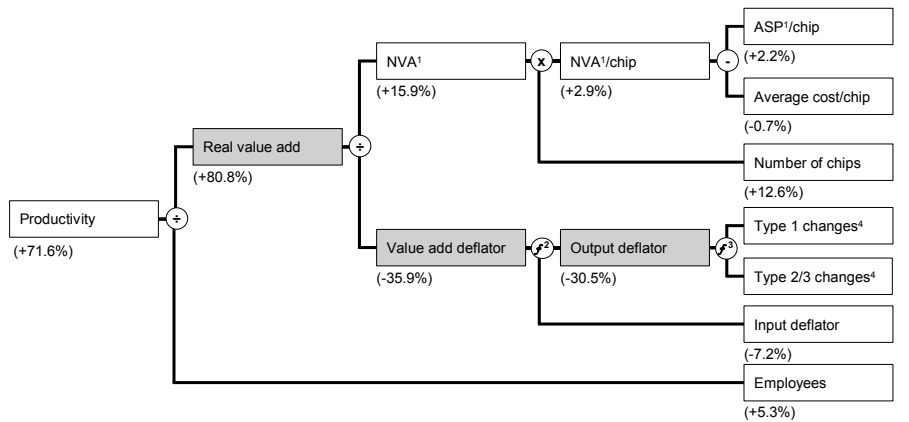 ASP¹/chip
(+2.2%)
NVA¹
(+15.9%)
x
NVA¹/chip
(+2.9%)
-
Average cost/chip
(-0.7%)
Real value add
(+80.8%)
÷
Number of chips
(+12.6%)
Productivity
(+71.6%)
÷
Value add deflator
(-35.9%)
f²
Output deflator
(-30.5%)
f³
Type 1 changes⁴
Type 2/3 changes⁴
Input deflator
(-7.2%)
Employees
(+5.3%)